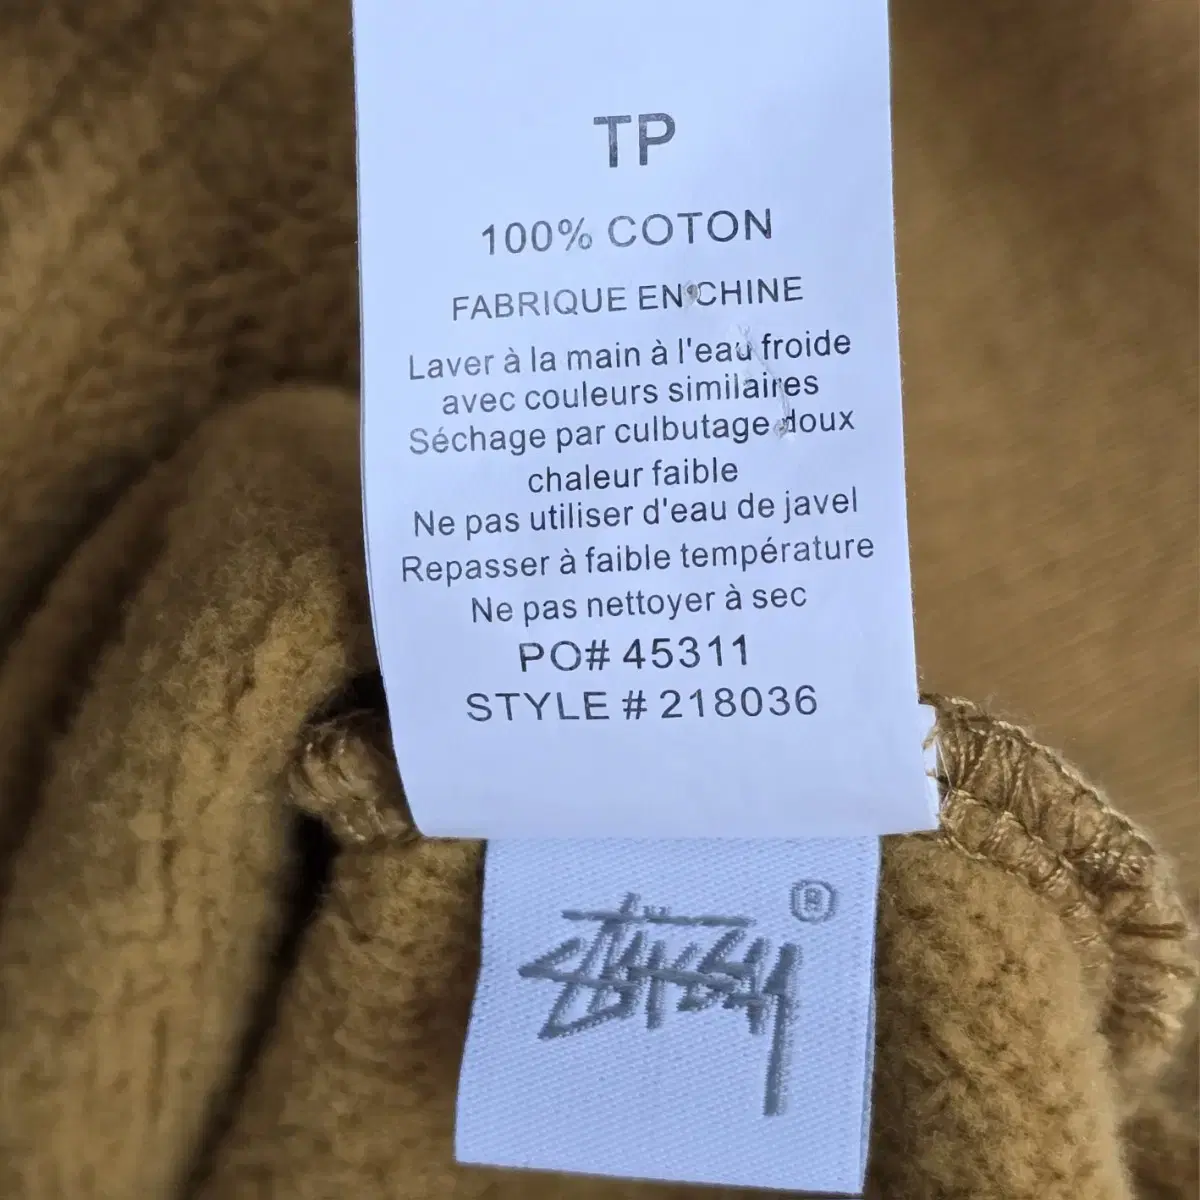 TP
100% COTON
FABRIQUE EN CHINE
Laver à la main à l'eau froide
avec couleurs similaires
Séchage par culbutage doux
chaleur faible
Ne pas utiliser d'eau de javel
Repasser à faible température
Ne pas nettoyer à sec
PO# 45311
STYLE # 218036
®
Stüssy